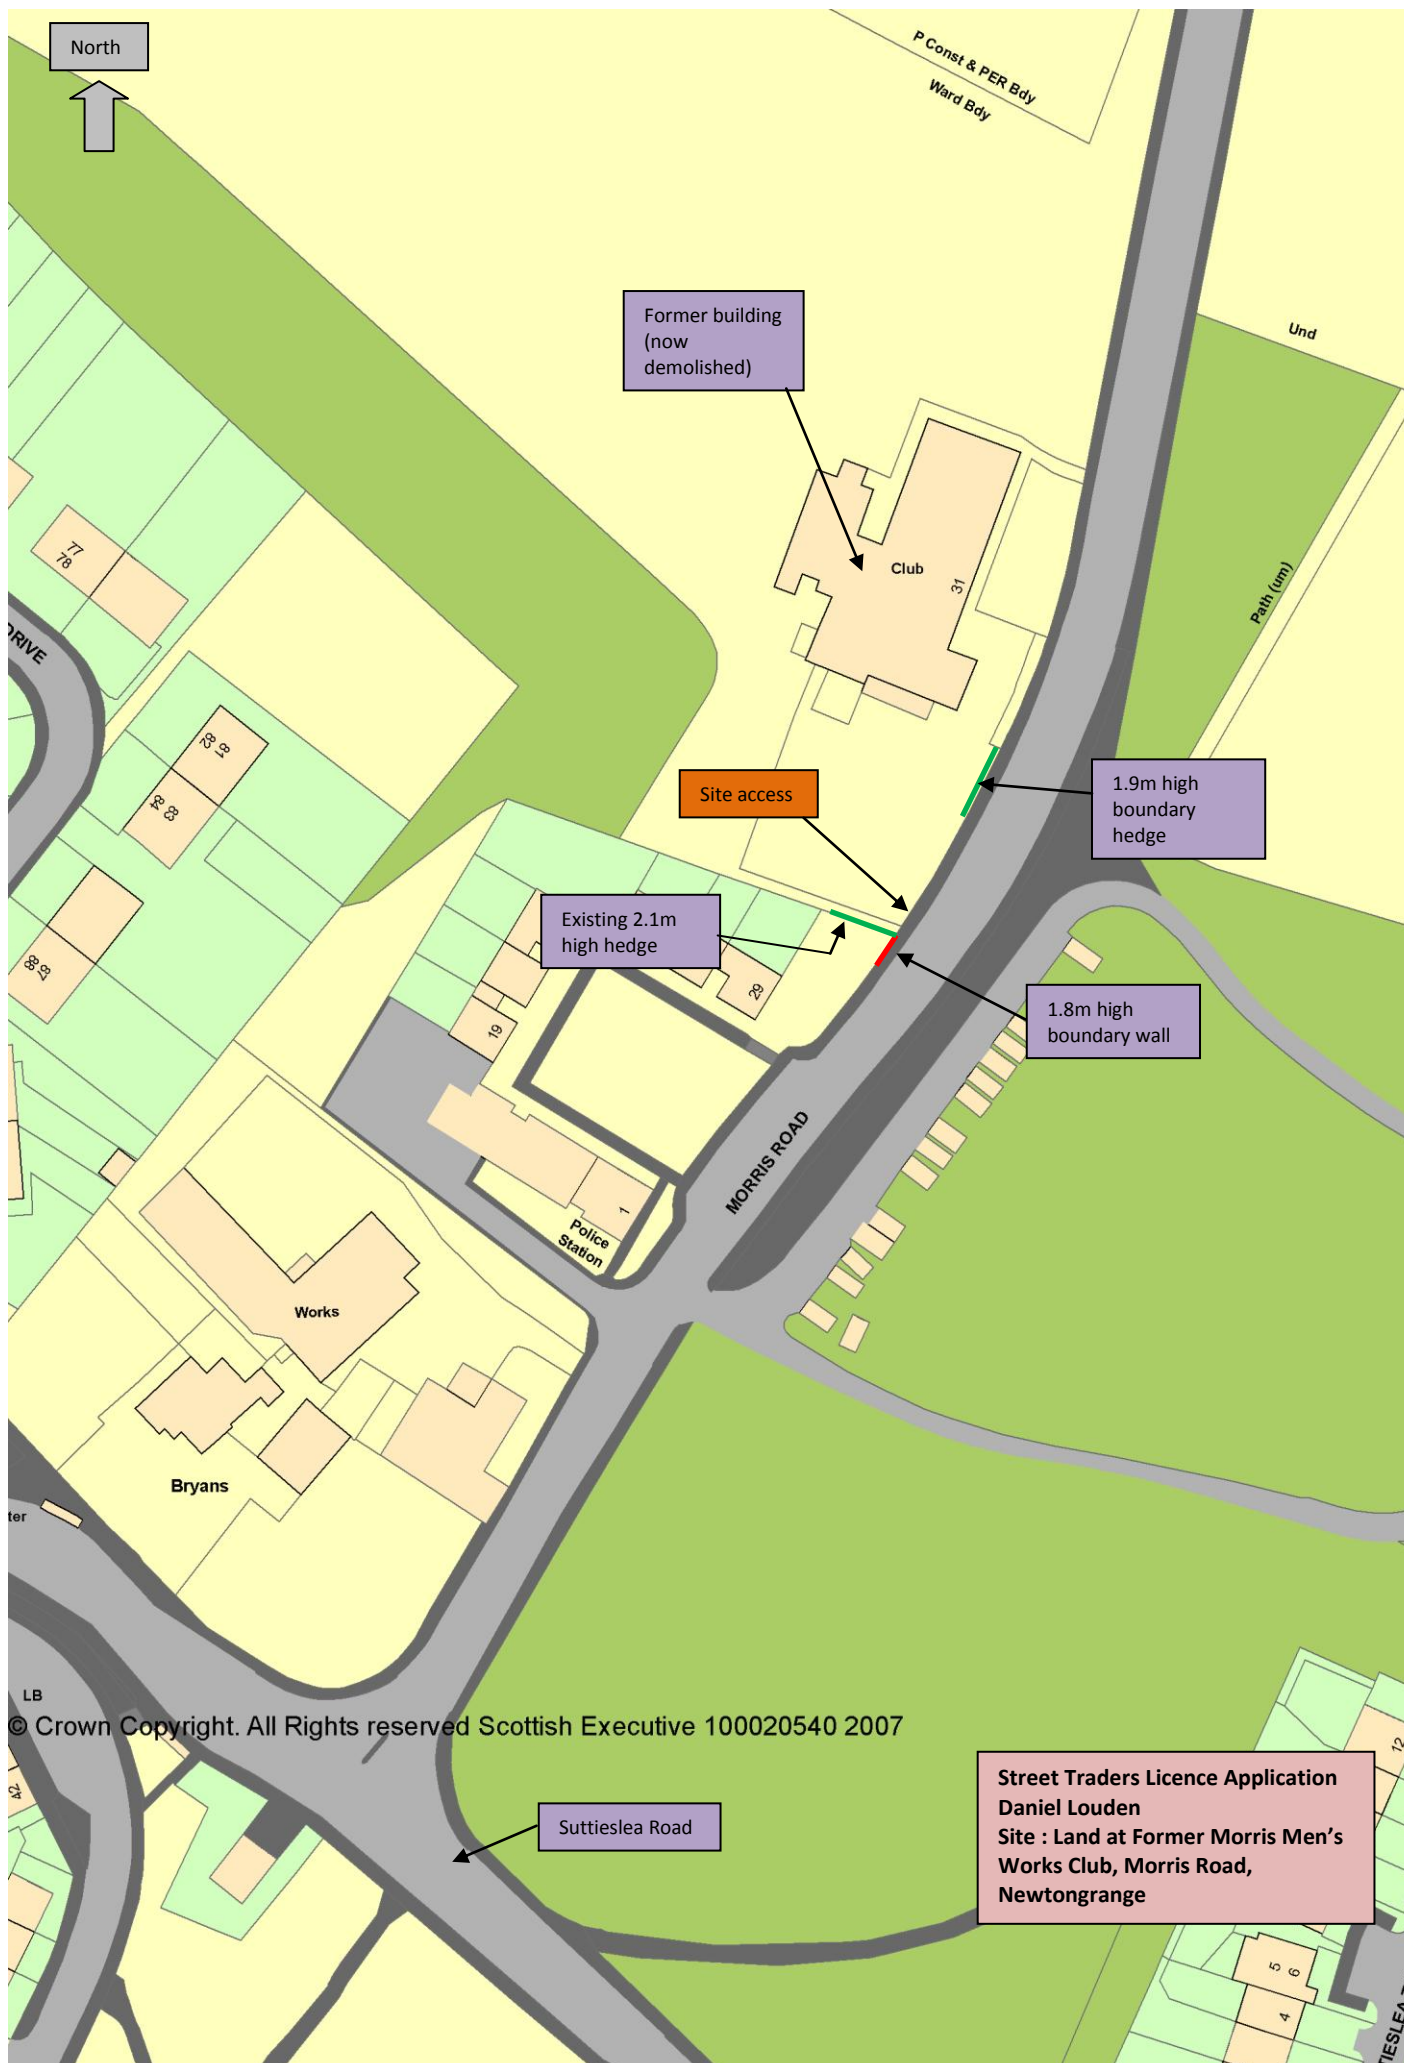 North
P Const & PER Bdy
Ward Bdy
Former building
(now
demolished)
Und
Club
31
Path (um)
77
78
DRIVE
81
82
83
84
87
88
Site access
1.9m high
boundary
hedge
Existing 2.1m
high hedge
29
19
1.8m high
boundary wall
MORRIS ROAD
1
Police
Station
Works
Bryans
ter
LB
© Crown Copyright. All Rights reserved Scottish Executive 100020540 2007
42
12
Street Traders Licence Application
Daniel Louden
Site : Land at Former Morris Men's
Works Club, Morris Road,
Newtongrange
Suttieslea Road
5
6
4